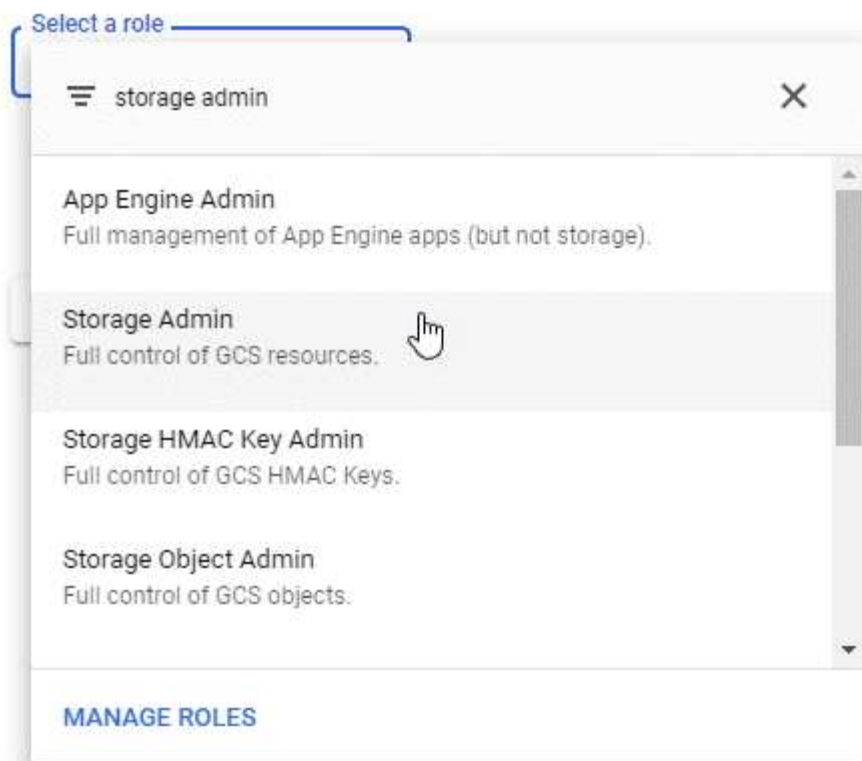 Select a role
storage admin
App Engine Admin
Full management of App Engine apps (but not storage).
Storage Admin
Full control of GCS resources.
Storage HMAC Key Admin
Full control of GCS HMAC Keys.
Storage Object Admin
Full control of GCS objects.
MANAGE ROLES